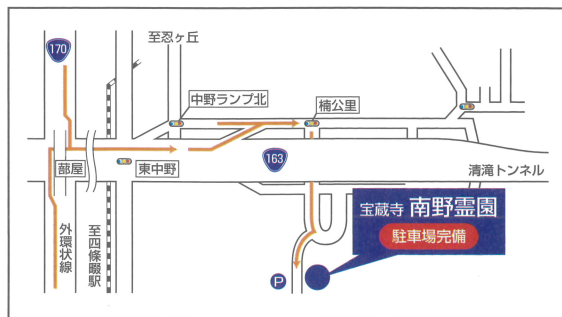 170
至忍ヶ丘
中野ランプ北
楠公里
163
蔀屋
東中野
清滝トンネル
外環状線
至四條畷駅
宝蔵寺 南野霊園
駐車場完備
P